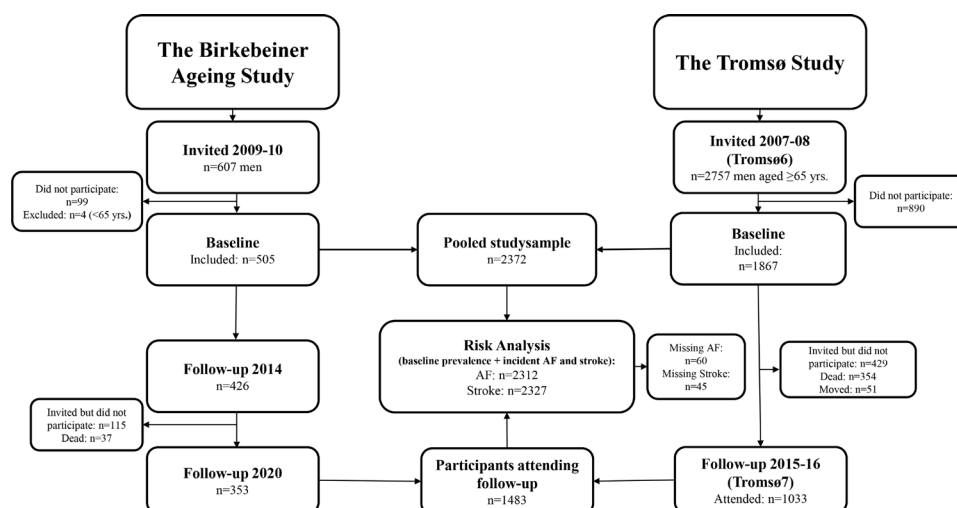 The Birkebeiner
Ageing Study
The Tromsø Study
Invited 2009-10
n=607 men
Invited 2007-08
(Tromsø6)
n=2757 men aged ≥65 yrs.
Did not participate:
n=99
Excluded: n=4 (<65 yrs.)
Did not participate:
n=890
Baseline
Included: n=505
Pooled studysample
n=2372
Baseline
Included:
n=1867
Follow-up 2014
n=426
Risk Analysis
(baseline prevalence + incident AF and stroke):
AF: n=2312
Stroke: n=2327
Missing AF:
n=60
Missing Stroke:
n=45
Invited but did not
participate: n=429
Dead: n=354
Moved: n=51
Invited but did not
participate: n=115
Dead: n=37
Follow-up 2020
n=353
Participants attending
follow-up
n=1483
Follow-up 2015-16
(Tromsø7)
Attended: n=1033